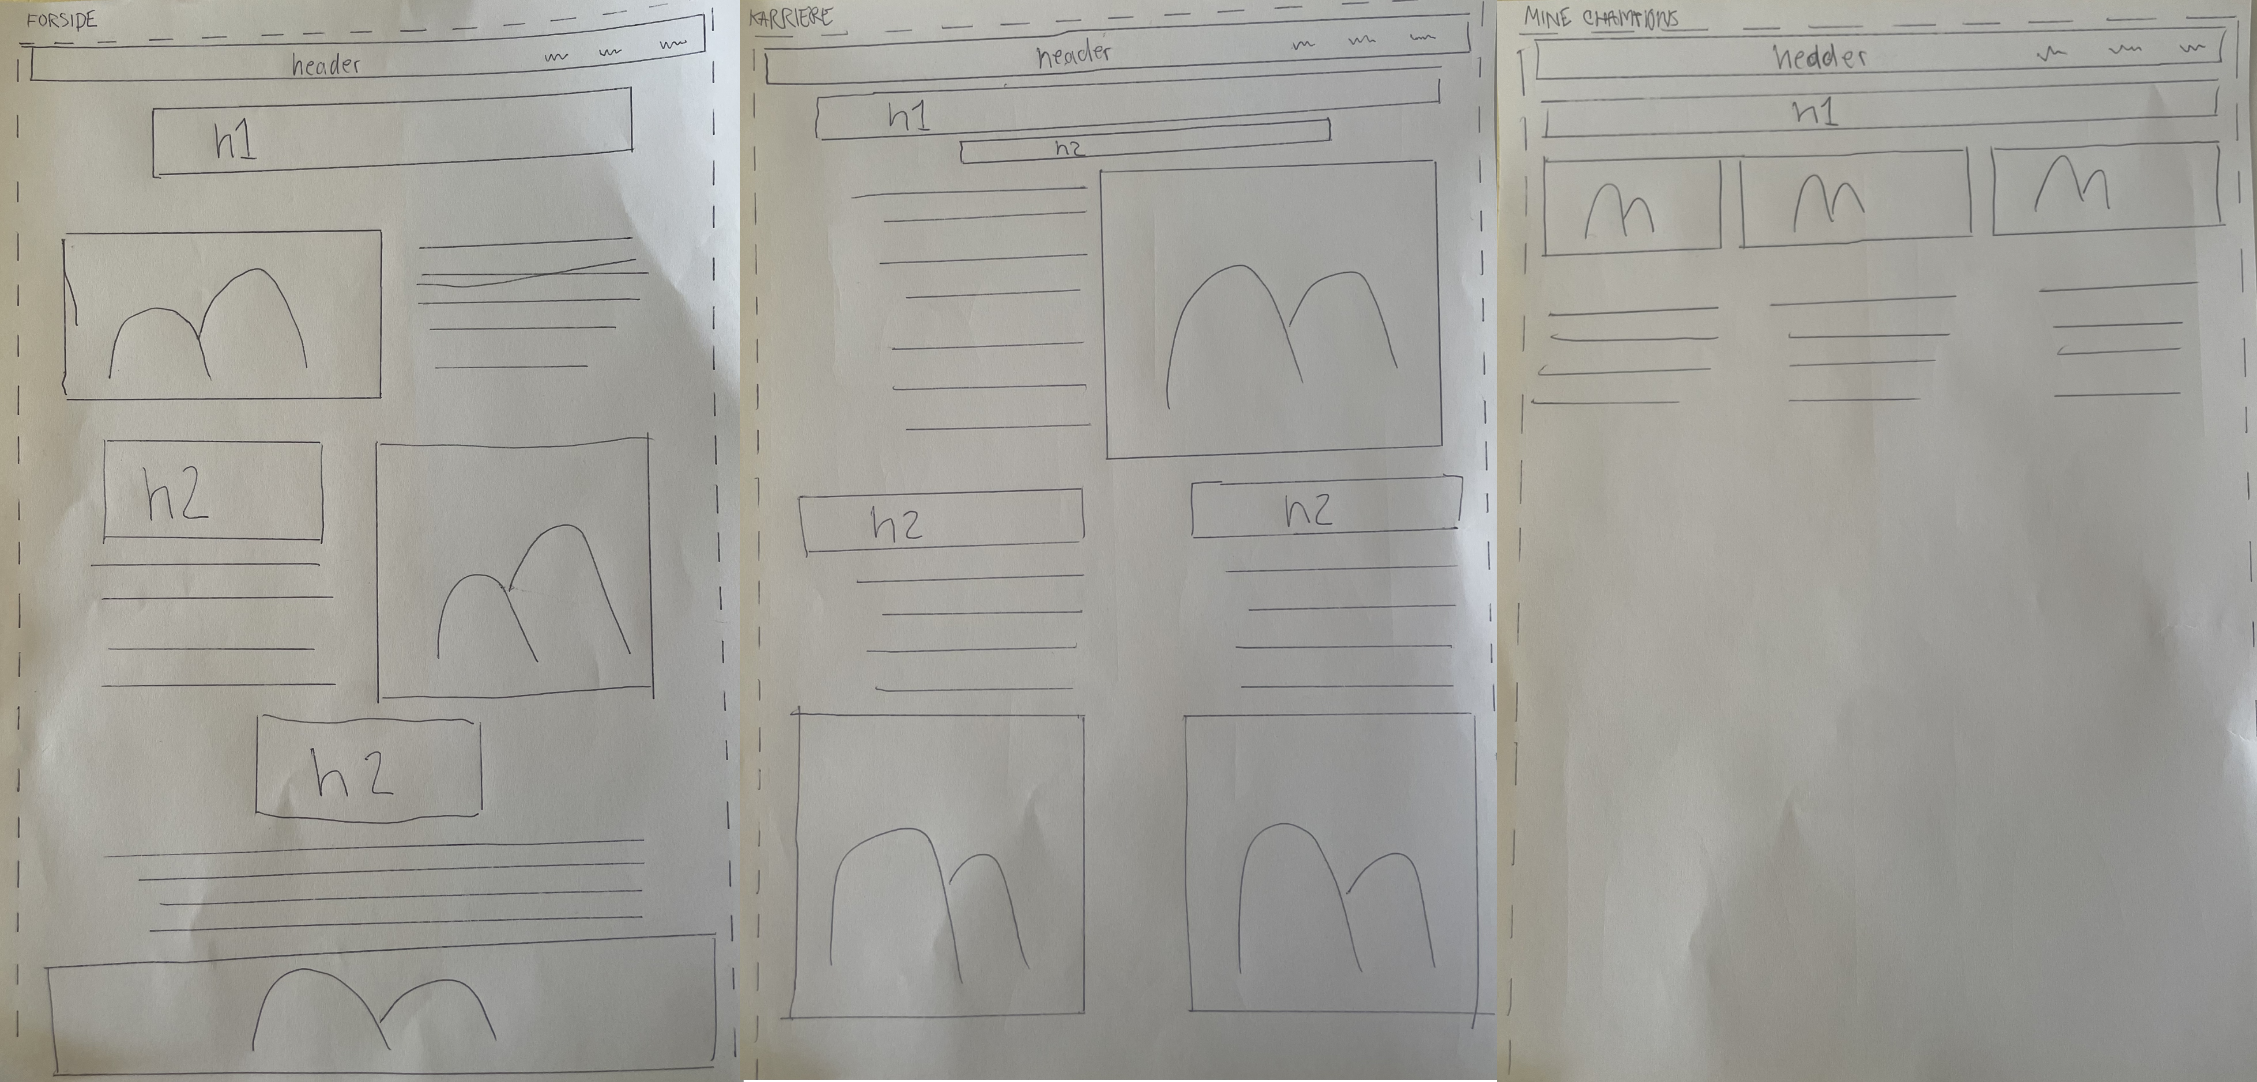 FORSIDE
header
h1
h2
h2
KARRIERE
header
h1
h2
h2
h2
MINE CHAMPIONS
header
h1